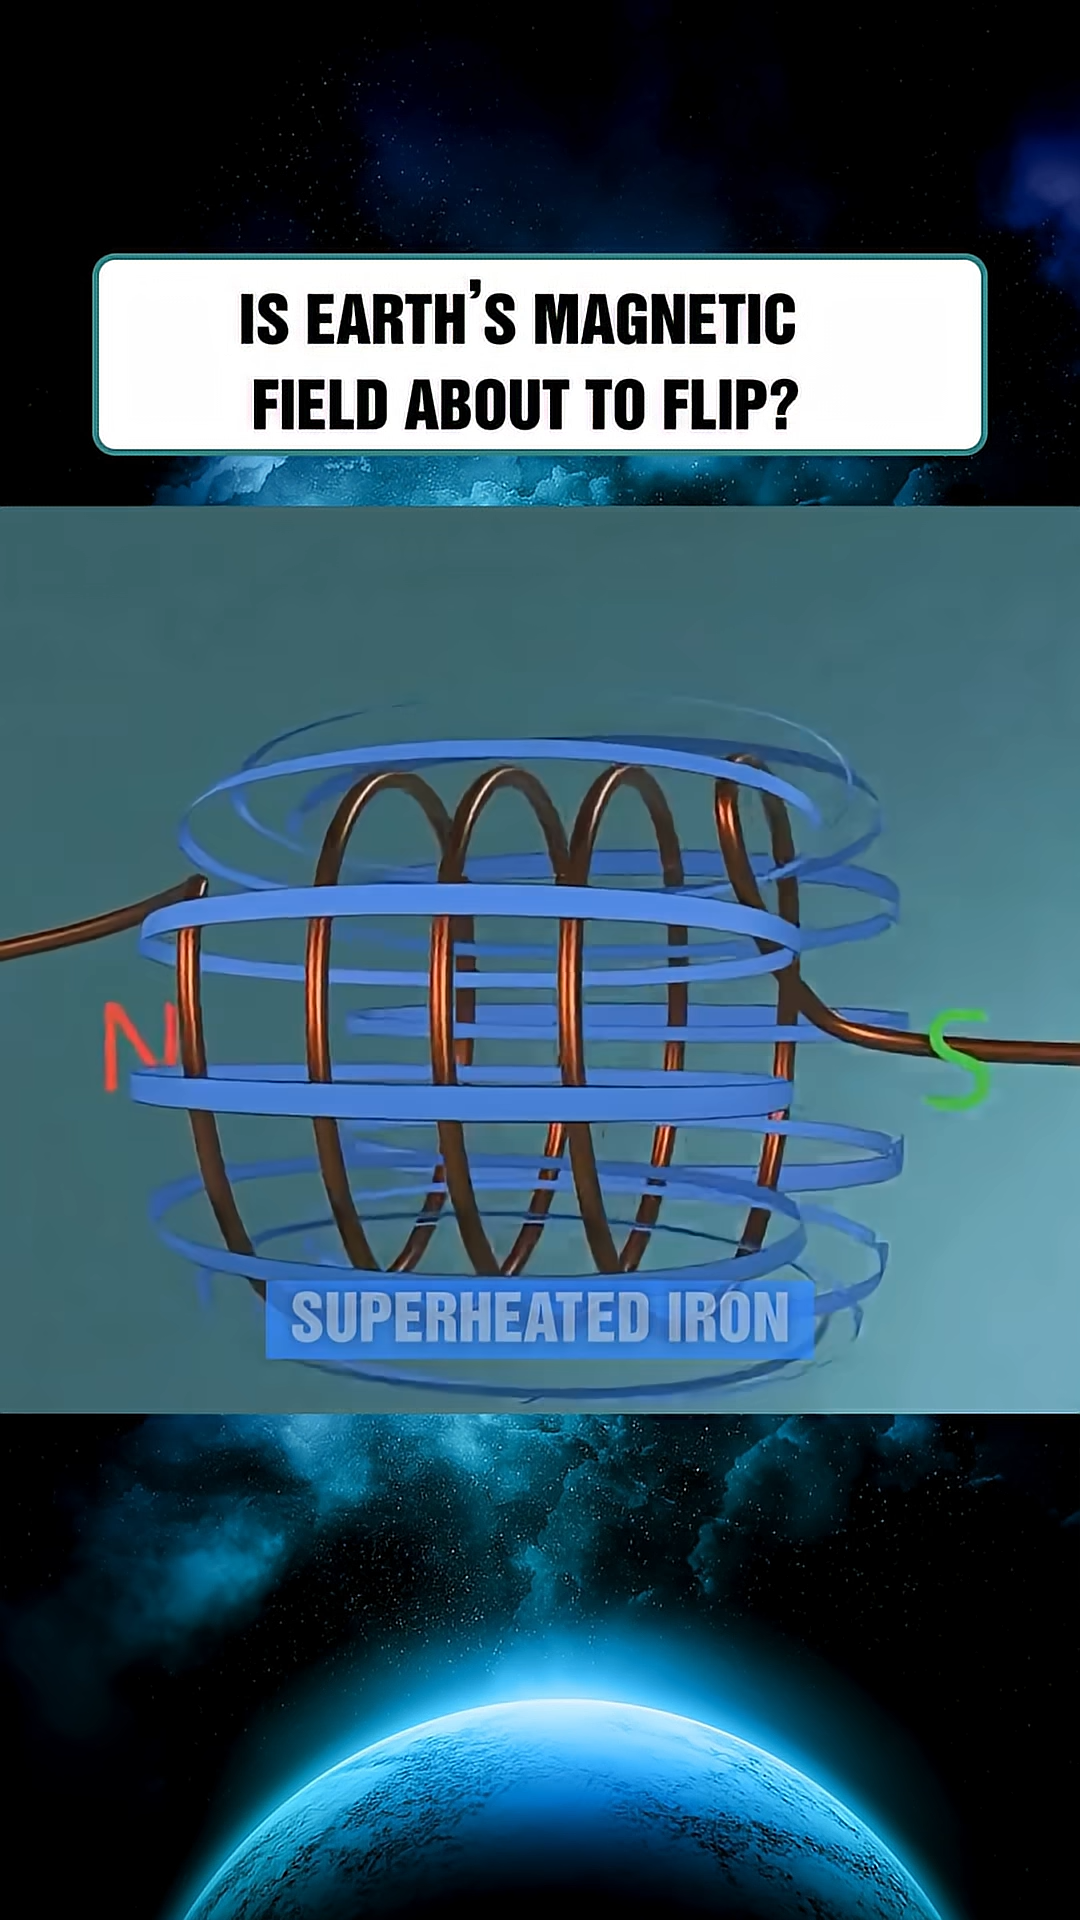 IS EARTH’S MAGNETIC
FIELD ABOUT TO FLIP?
N
S
SUPERHEATED IRON